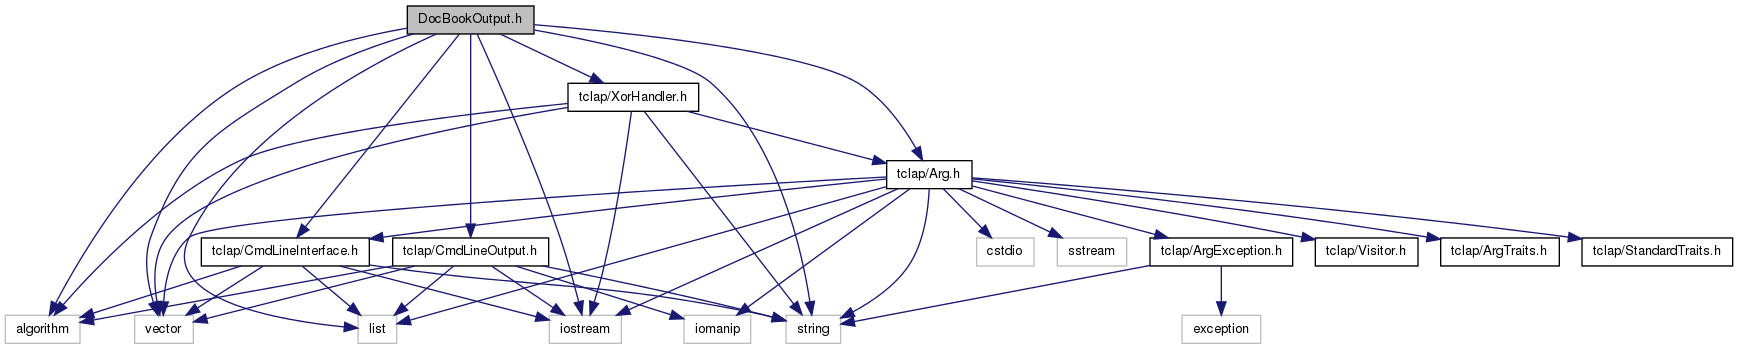 DocBookOutput.h
tclap/XorHandler.h
tclap/Arg.h
tclap/CmdLineInterface.h
tclap/CmdLineOutput.h
cstdio
sstream
tclap/ArgException.h
tclap/Visitor.h
tclap/ArgTraits.h
tclap/StandardTraits.h
algorithm
vector
list
iostream
iomanip
string
exception